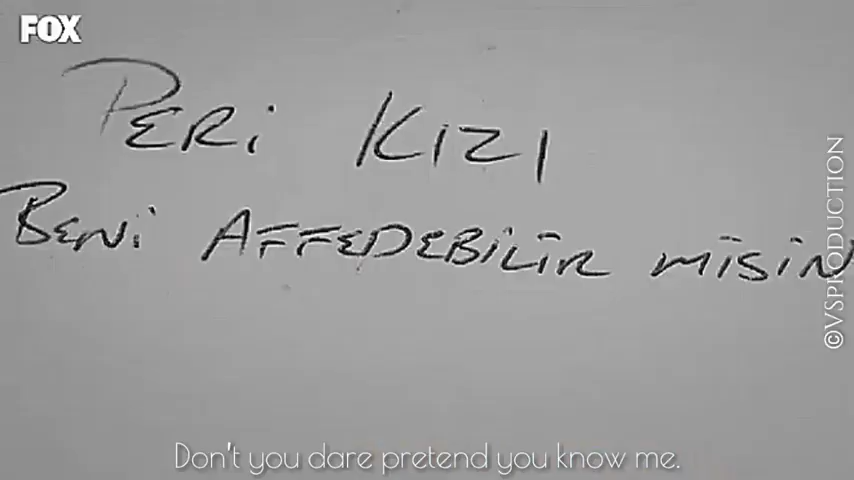 FOX
PERi KIZI
BENi AFFEDEBiLiR MiSiN
©VSPRODUCTION
Don't you dare pretend you know me.